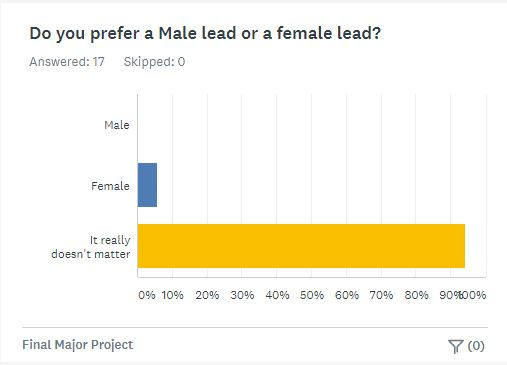 Do you prefer a Male lead or a female lead?
Answered: 17 Skipped: 0
Male
Female
It really
doesn't matter
0% 10% 20% 30% 40% 50% 60% 70% 80% 90% 100%
Final Major Project (0)